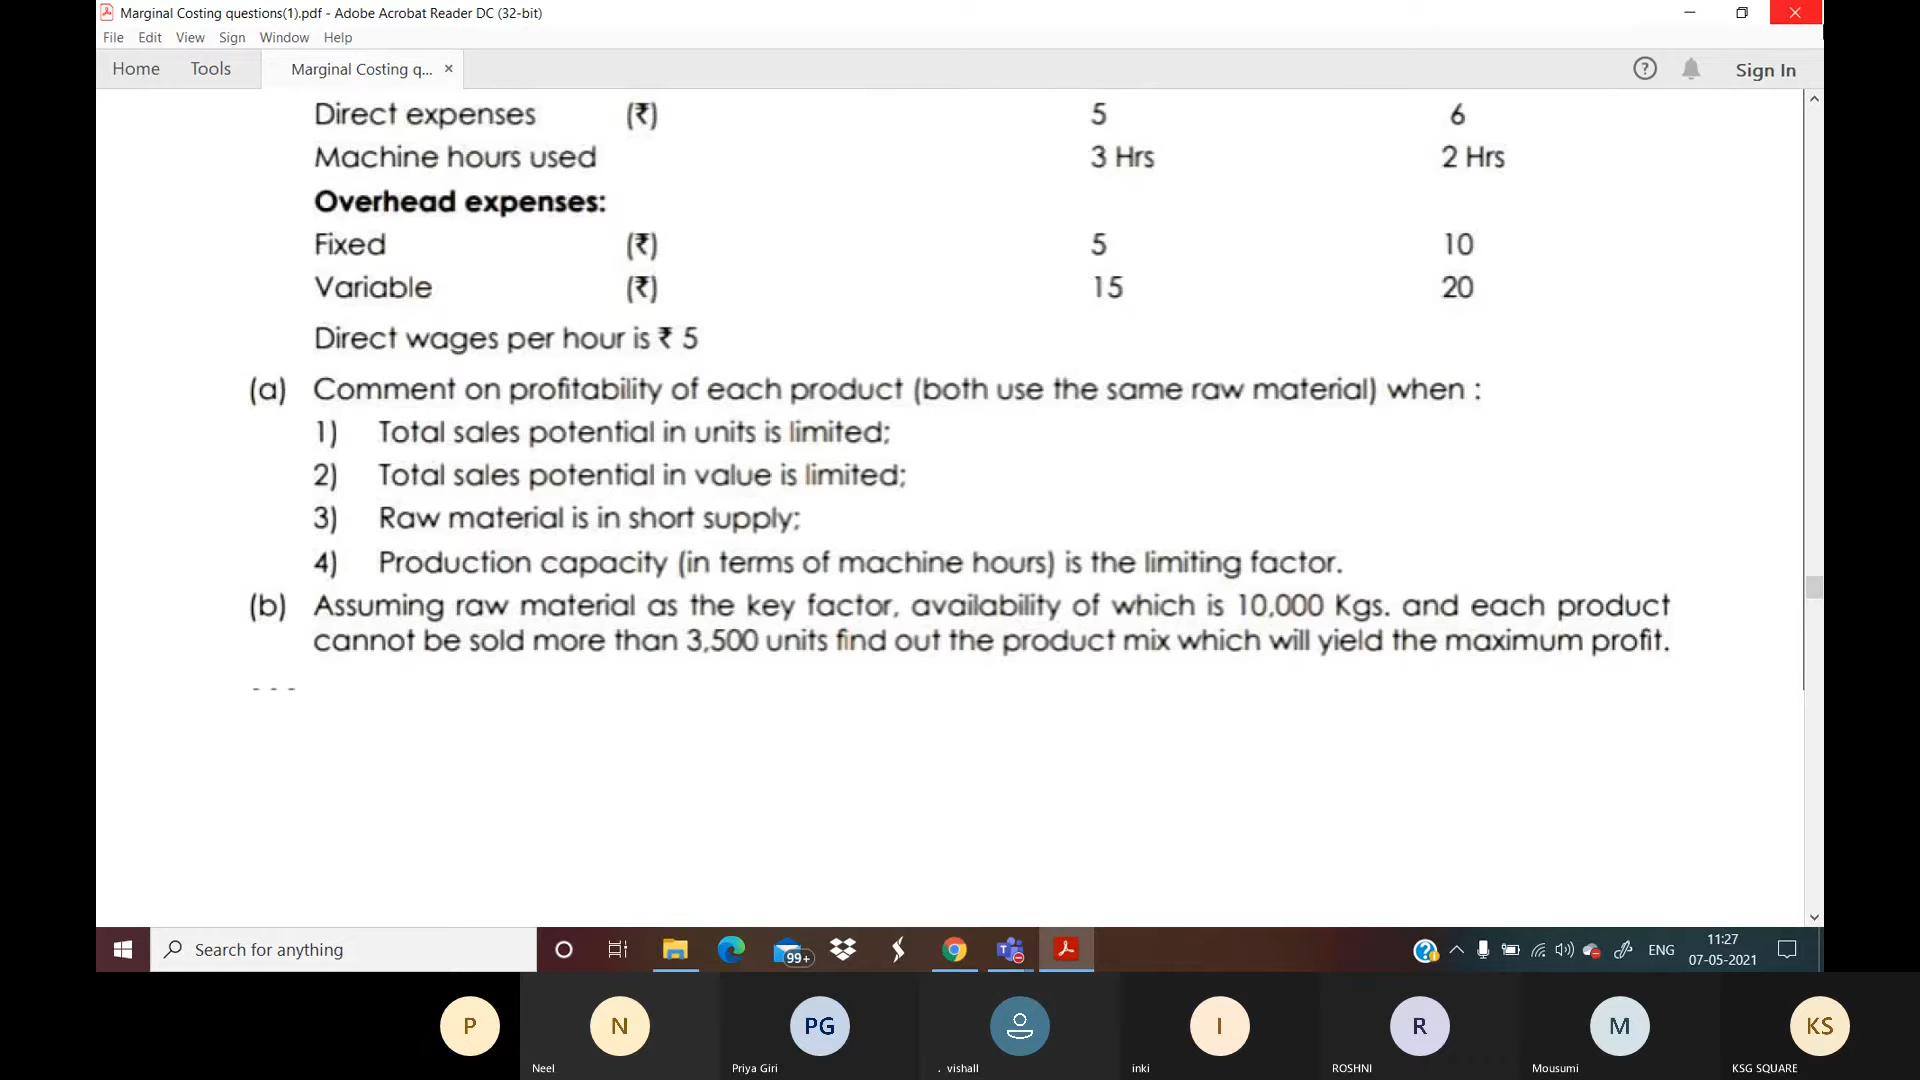 Marginal Costing questions(1).pdf - Adobe Acrobat Reader DC (32-bit)
File Edit View Sign Window Help
Home Tools Marginal Costing q... × Sign In
Direct expenses (₹) 5 6
Machine hours used 3 Hrs 2 Hrs
Overhead expenses:
Fixed (₹) 5 10
Variable (₹) 15 20
Direct wages per hour is ₹ 5
(a) Comment on profitability of each product (both use the same raw material) when :
1) Total sales potential in units is limited;
2) Total sales potential in value is limited;
3) Raw material is in short supply;
4) Production capacity (in terms of machine hours) is the limiting factor.
(b) Assuming raw material as the key factor, availability of which is 10,000 Kgs. and each product
cannot be sold more than 3,500 units find out the product mix which will yield the maximum profit.
- - -
Search for anything 99+ ENG 11:27
07-05-2021
P N PG I R M KS
Neel Priya Giri . vishall inki ROSHNI Mousumi KSG SQUARE